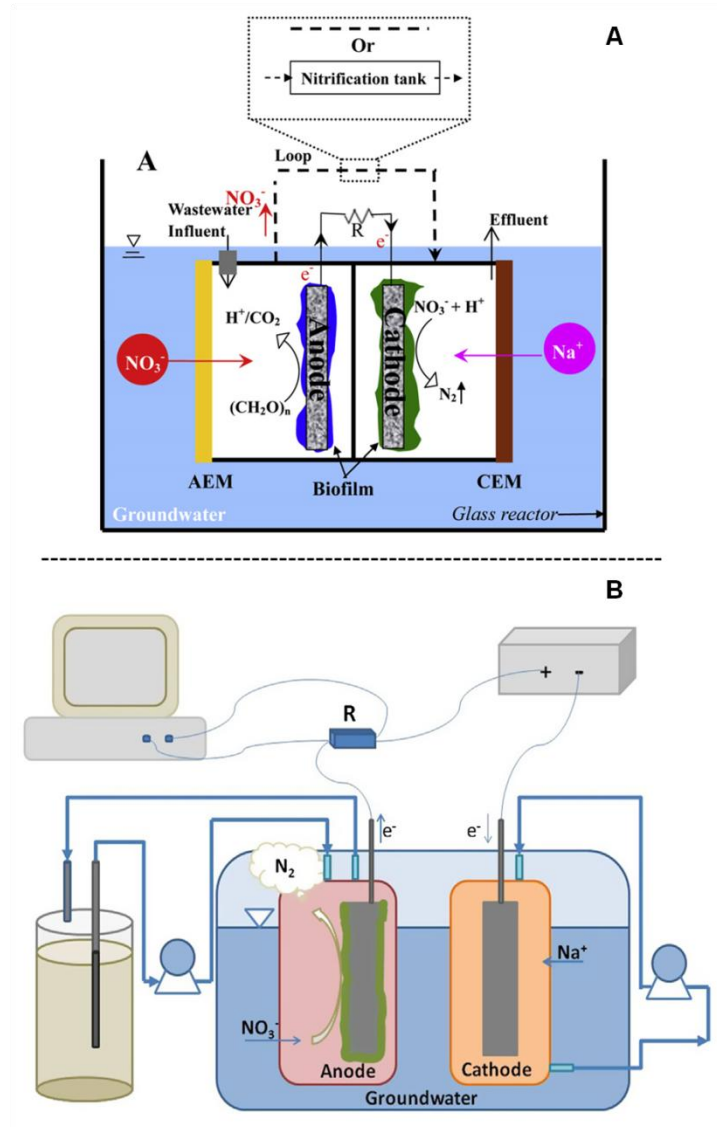 A
Or
Nitrification tank
A
Loop
NO₃⁻
Wastewater
Influent
R
Effluent
e⁻
e⁻
H⁺/CO₂
Anode
Cathode
NO₃⁻ + H⁺
NO₃⁻
Na⁺
(CH2O)n
N₂
AEM
Biofilm
CEM
Groundwater
Glass reactor
B
+ -
R
e⁻
e⁻
N₂
Na⁺
NO₃⁻
Anode
Cathode
Groundwater